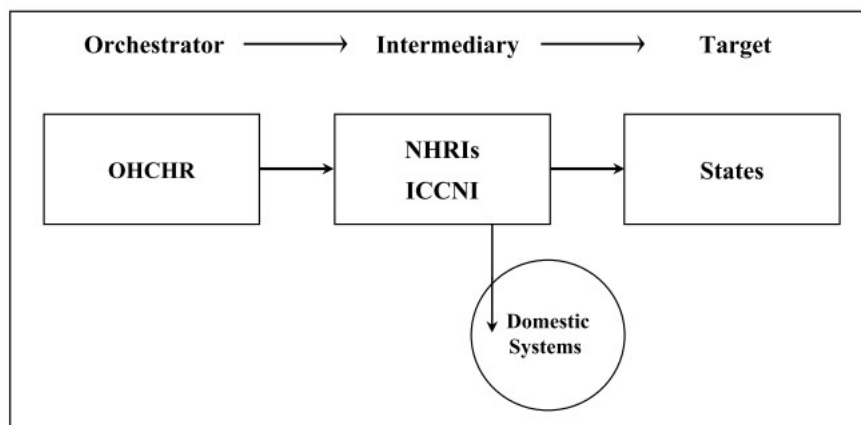 Orchestrator Intermediary Target
OHCHR
NHRIs
ICCNI
States
Domestic
Systems